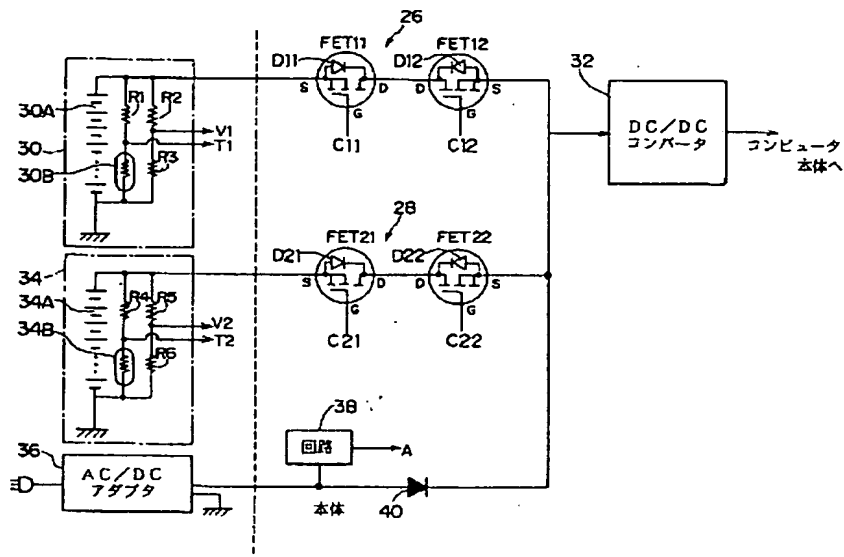 26
FET11
FET12
D11
D12
S
D
D
S
G
G
C11
C12
32
DC/DC
コンバータ
コンピュータ
本体へ
30A
30
30B
R1
R2
R3
V1
T1
28
FET21
FET22
D21
D22
S
D
D
S
G
G
C21
C22
34
34A
34B
R4
R5
R6
V2
T2
38
回路
A
36
AC/DC
アダプタ
本体
40